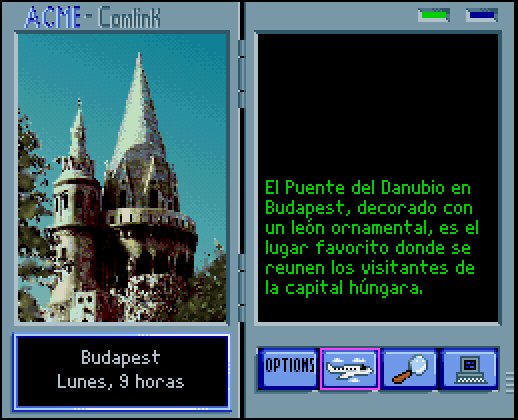 ACME - Comlink
El Puente del Danubio en
Budapest, decorado con
un león ornamental, es el
lugar favorito donde se
reunen los visitantes de
la capital húngara.
Budapest
Lunes, 9 horas
OPTIONS